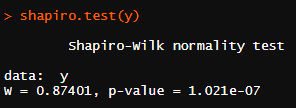 > shapiro.test(y)
Shapiro-Wilk normality test
data: y
W = 0.87401, p-value = 1.021e-07